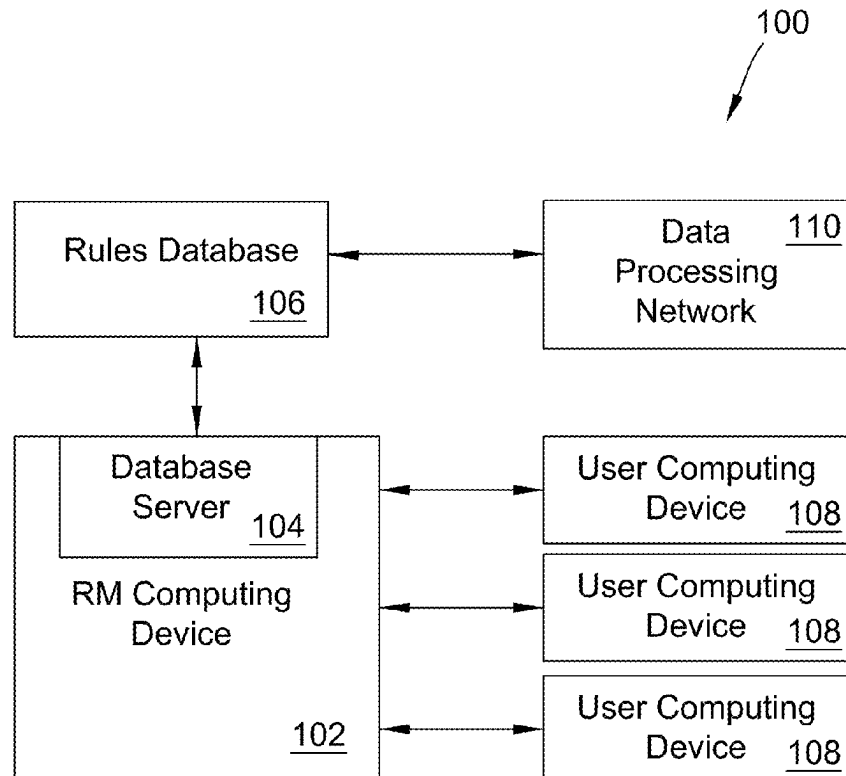 100
Rules Database
106
Data
Processing
Network
110
Database
Server
104
RM Computing
Device
102
User Computing
Device
108
User Computing
Device
108
User Computing
Device
108